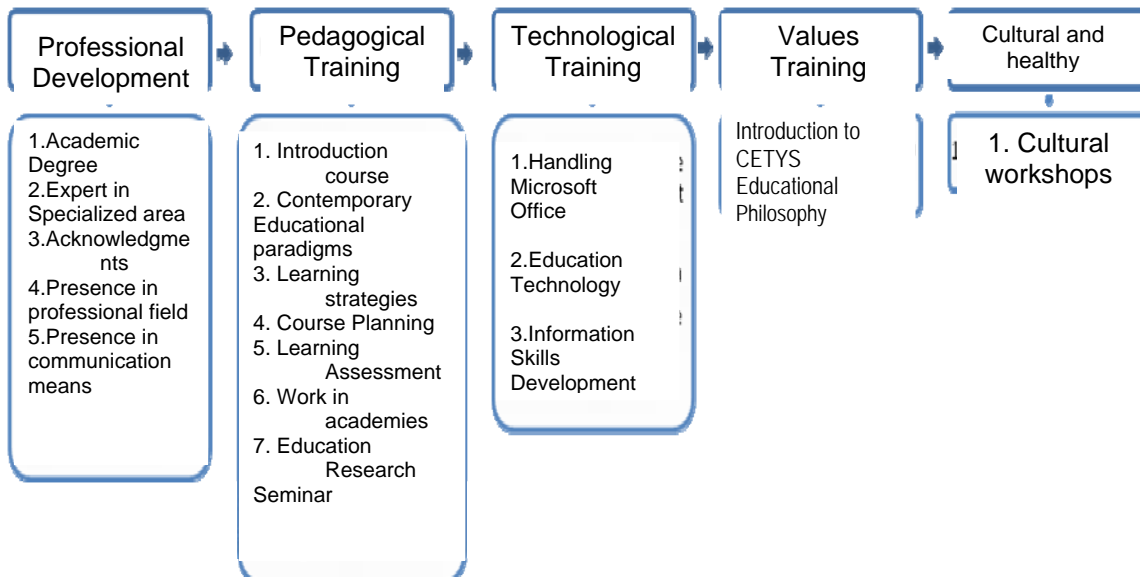 Professional
Development
Pedagogical
Training
Technological
Training
Values
Training
Cultural and
healthy
1.Academic
Degree
2.Expert in
Specialized area
3.Acknowledgme
nts
4.Presence in
professional field
5.Presence in
communication
means
1. Introduction
course
2. Contemporary
Educational
paradigms
3. Learning
strategies
4. Course Planning
5. Learning
Assessment
6. Work in
academies
7. Education
Research
Seminar
1.Handling
Microsoft
Office
2.Education
Technology
3.Information
Skills
Development
Introduction to
CETYS
Educational
Philosophy
1. Cultural
workshops